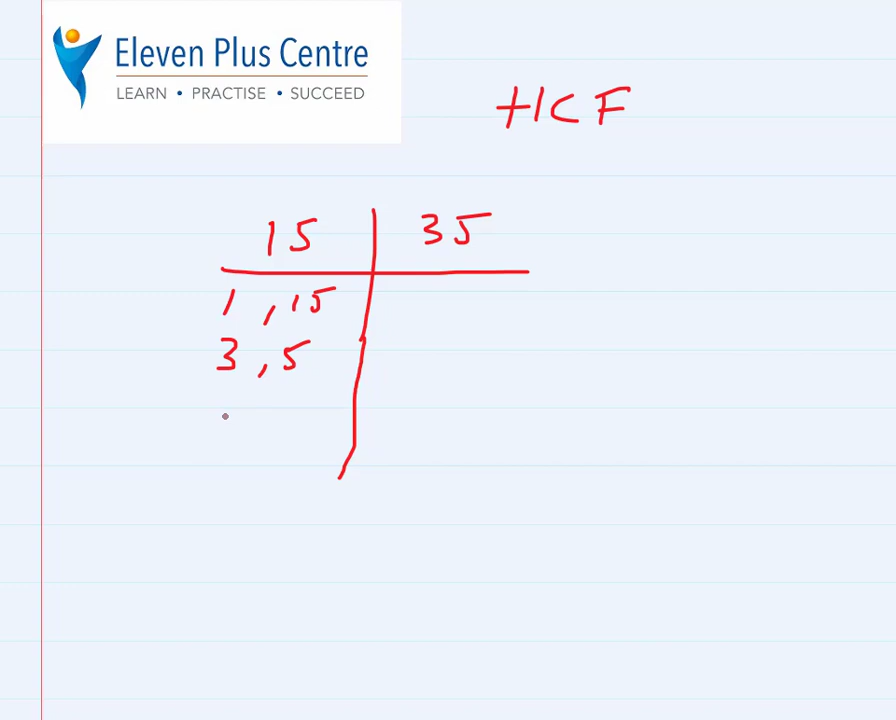 Eleven Plus Centre
LEARN • PRACTISE • SUCCEED
HCF
15 35
1, 15
3, 5